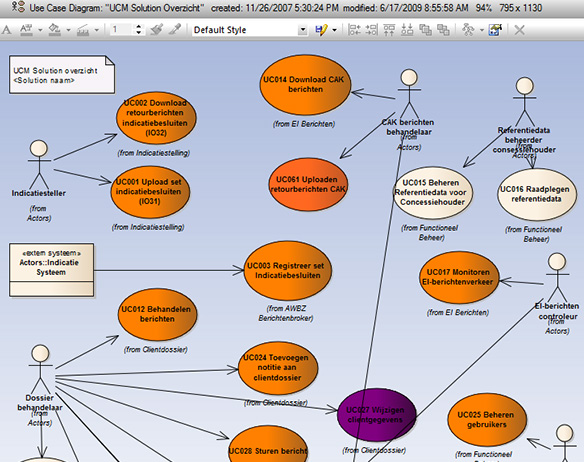 Use Case Diagram: "UCM Solution Overzicht" created: 11/26/2007 5:30:24 PM modified: 6/17/2009 8:55:58 AM 94% 795 x 1130
1
Default Style
UCM Solution overzicht
<Solution naam>
UC002 Download
retourberichten
indicatiebesluiten
(IO32)
(from Indicatiestelling)
UC014 Download CAK
berichten
(from EI Berichten)
CAK berichten
behandelaar
(from
Actors)
Referentiedata
beheerder
concessiehouder
(from
Actors)
Indicatiesteller
(from
Actors)
UC001 Upload set
indicatiebesluiten
(IO31)
(from Indicatiestelling)
UC061 Uploaden
retourberichten CAK
UC015 Beheren
Referentiedata voor
Concessiehouder
(from Functioneel
Beheer)
UC016 Raadplegen
referentiedata
(from Functioneel
Beheer)
«extern systeem»
Actors::Indicatie
Systeem
UC003 Registreer set
Indicatiebesluiten
(from AWBZ
Berichtenbroker)
UC017 Monitoren
EI-berichtenverkeer
(from EI Berichten)
EI-berichten
controleur
(from
Actors)
UC012 Behandelen
berichten
(from Clientdossier)
UC024 Toevoegen
notitie aan
clientdossier
(from Clientdossier)
Dossier
behandelaar
(from
Actors)
UC027 Wijzigen
clientgegevens
(from Clientdossier)
UC025 Beheren
gebruikers
(from Functioneel
Beheer)
UC028 Sturen bericht